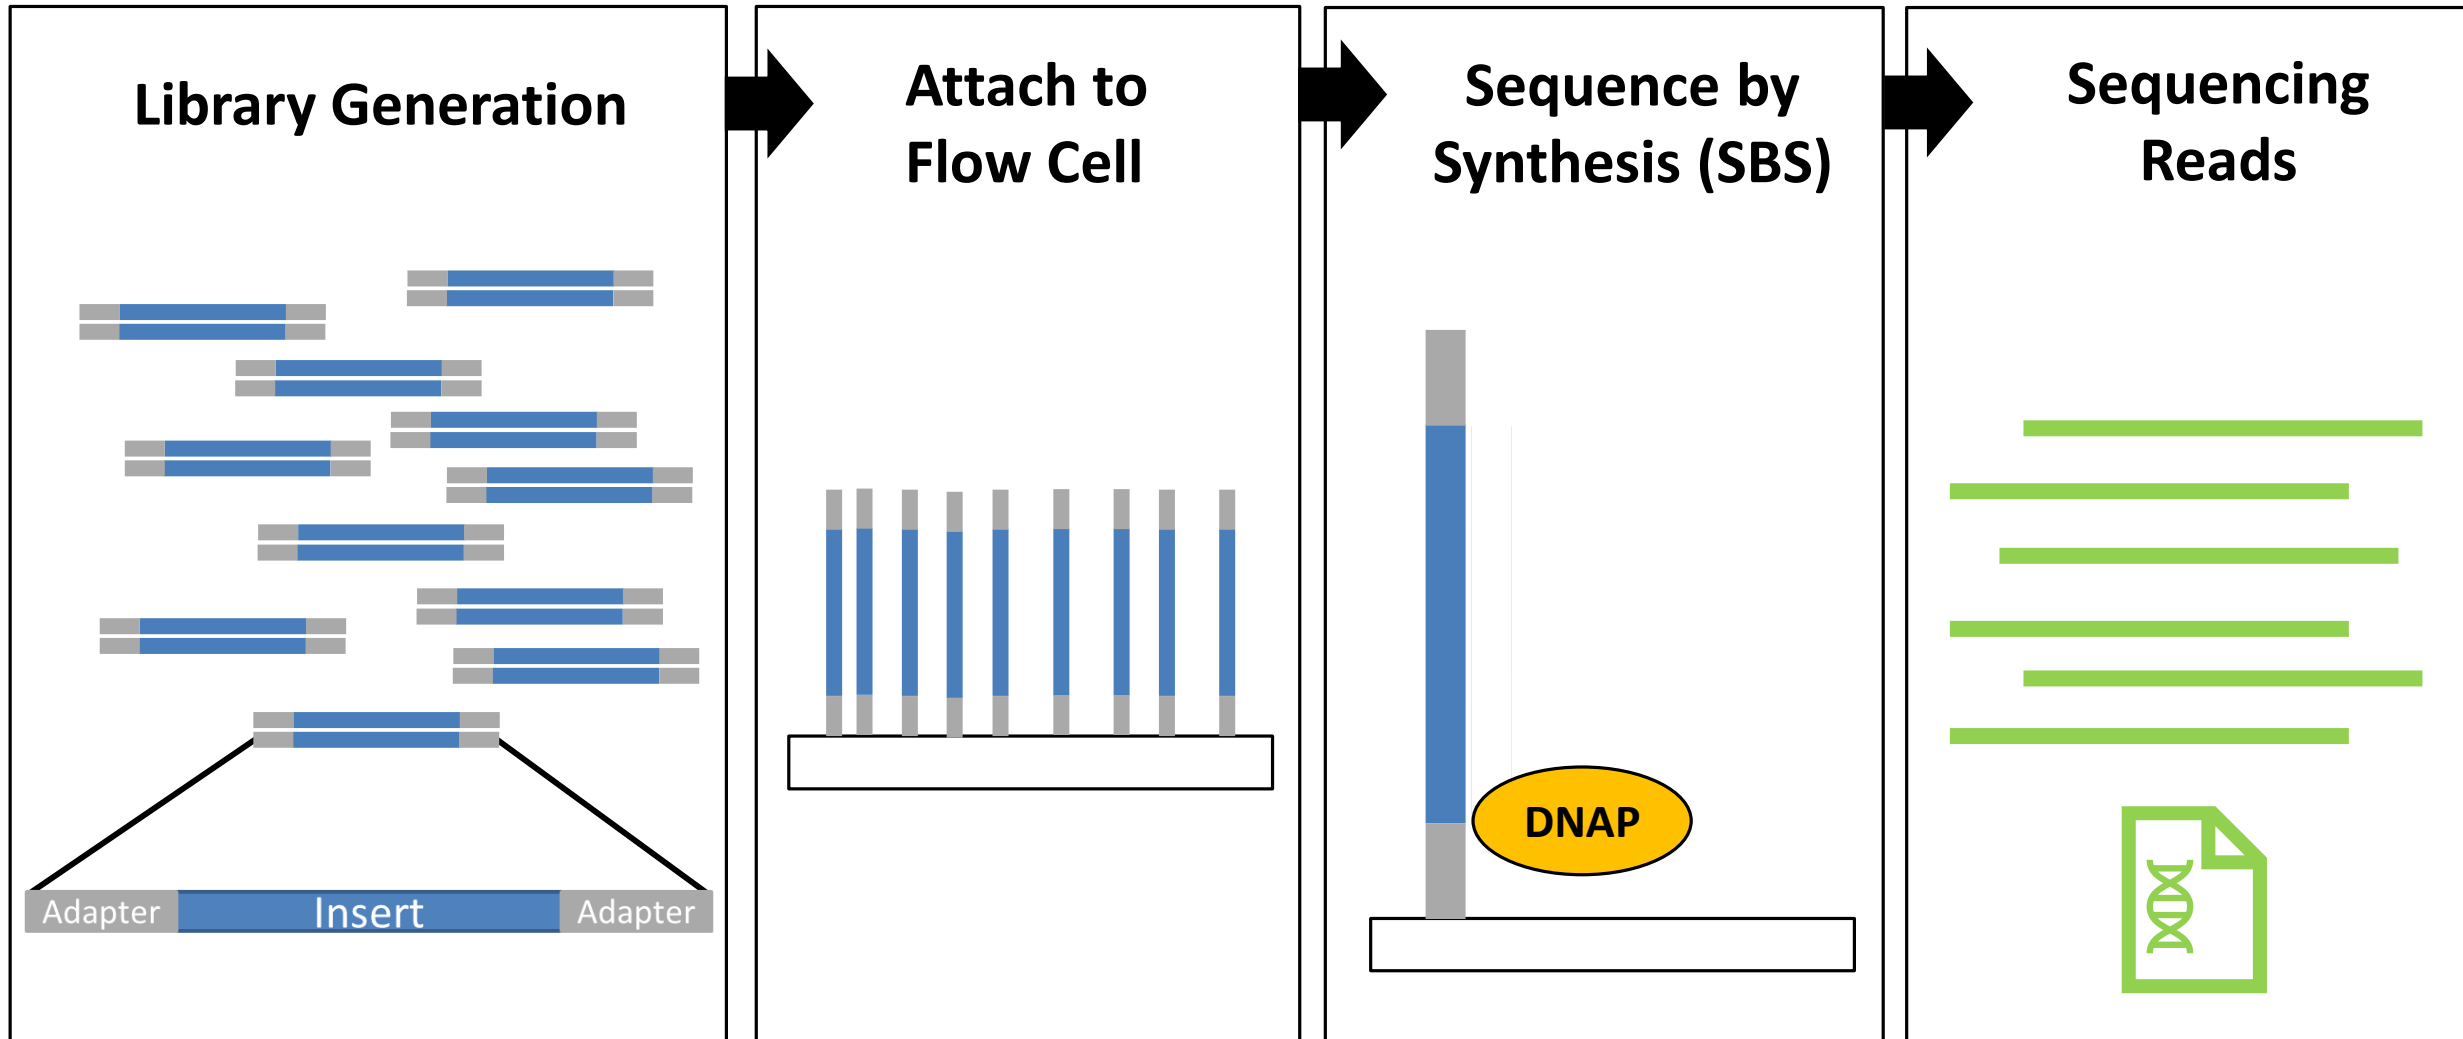 Library Generation
Attach to
Flow Cell
Sequence by
Synthesis (SBS)
Sequencing
Reads
DNAP
Adapter
Insert
Adapter